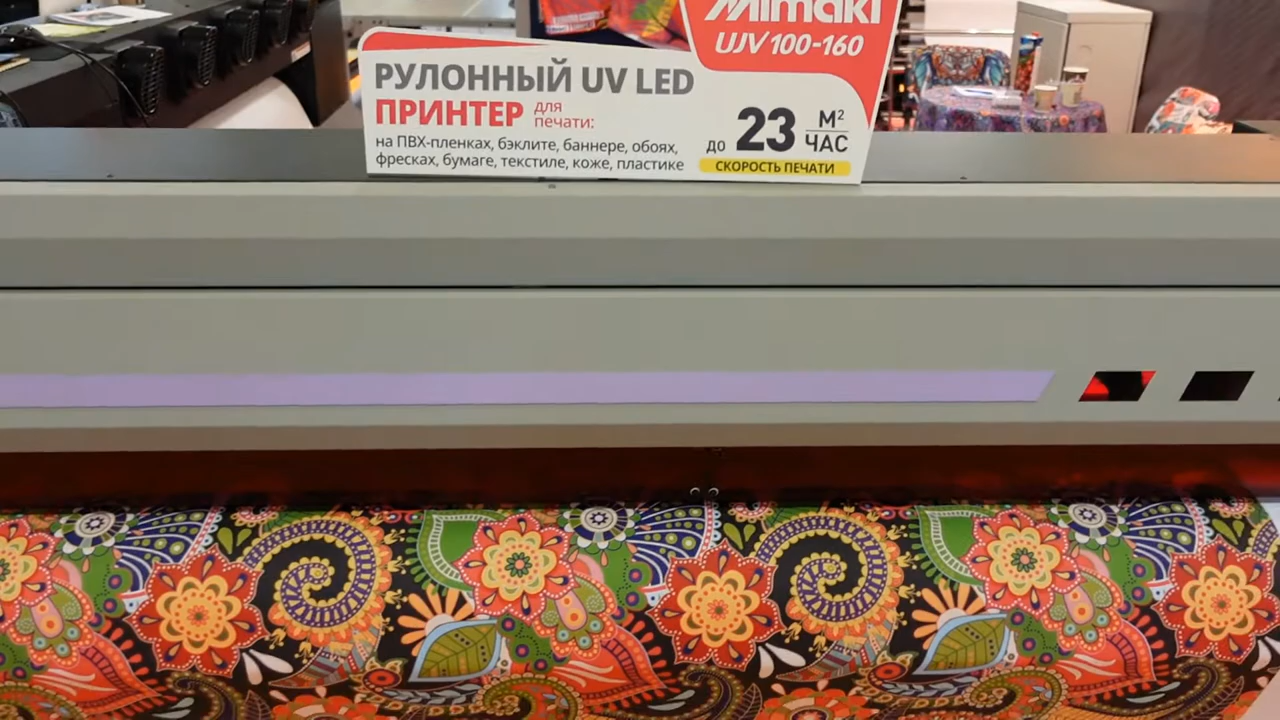 Mimaki
UJV 100-160
РУЛОННЫЙ UV LED
ПРИНТЕР для
печати:
на ПВХ-пленках, бэклите, баннере, обоях,
фресках, бумаге, текстиле, коже, пластике
до 23 М²
ЧАС
СКОРОСТЬ ПЕЧАТИ